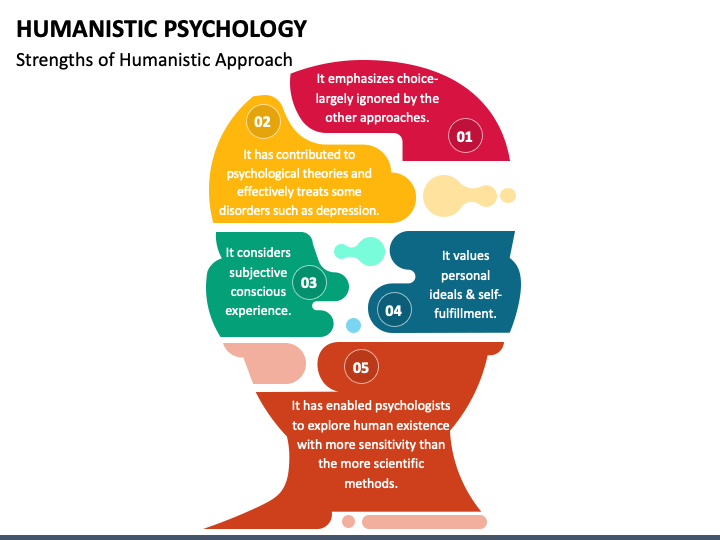 HUMANISTIC PSYCHOLOGY
Strengths of Humanistic Approach
It emphasizes choice-
largely ignored by the
other approaches.
01
02
It has contributed to
psychological theories and
effectively treats some
disorders such as depression.
It considers
subjective
conscious
experience.
03
It values
personal
ideals & self-
fulfillment.
04
05
It has enabled psychologists
to explore human existence
with more sensitivity than
the more scientific
methods.